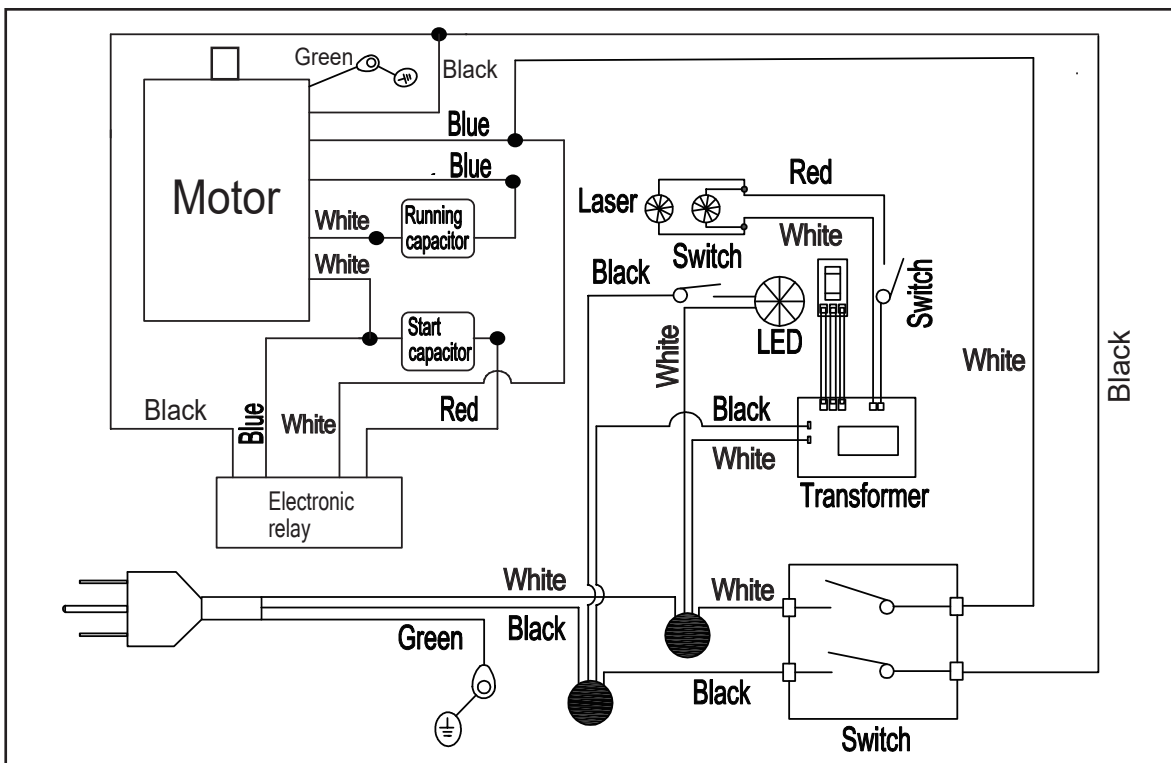 Green
Black
Blue
Blue
Motor
White
Running
capacitor
White
Start
capacitor
Black
Blue
White
Red
Electronic
relay
Laser
Red
White
Switch
Black
Switch
White
LED
White
Black
Black
White
Transformer
White
Black
Green
White
Black
Switch